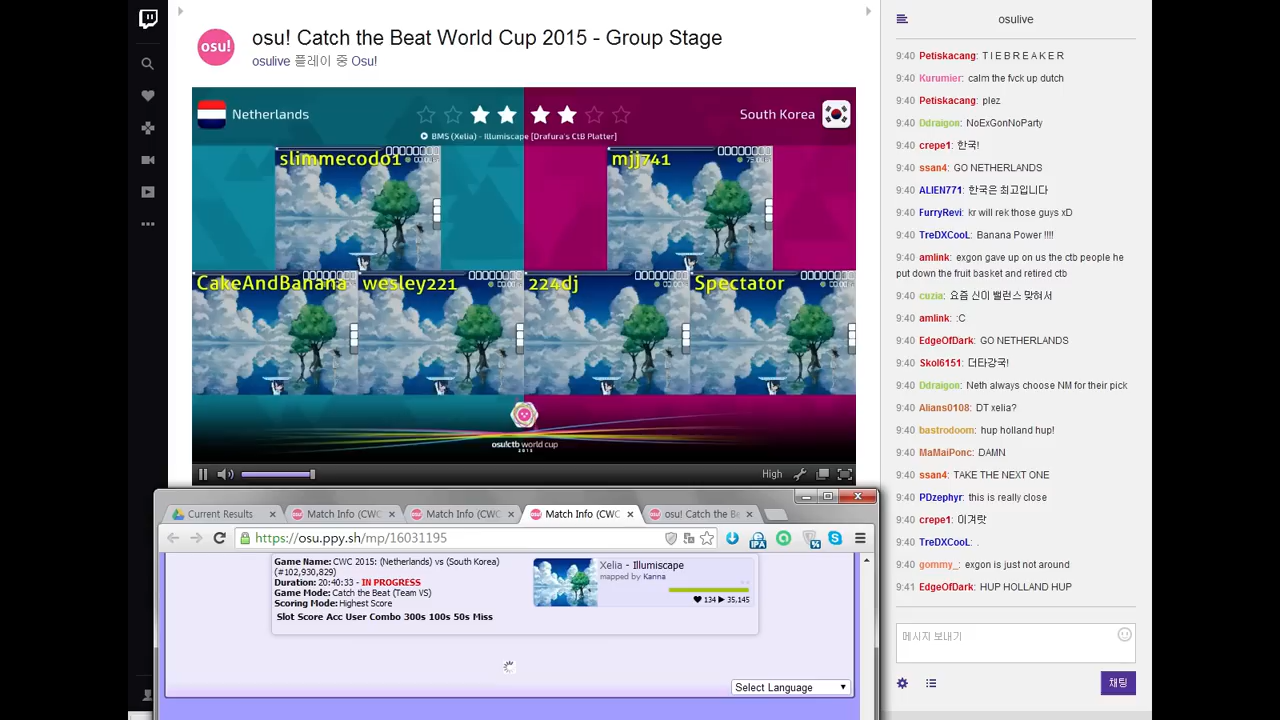 osu! Catch the Beat World Cup 2015 - Group Stage
osu!
osulive 플레이 중 Osu!
Netherlands
South Korea
BMS (Xelia) - Illumiscape [Drafura's CtB Platter]
slimmecodo1
mjj741
CakeAndBanana
wesley221
224dj
Spectator
osu!ctb world cup
2015
High
osulive
9:40 Petiskacang: T I E B R E A K E R
9:40 Kurumier: calm the fvck up dutch
9:40 Petiskacang: plez
9:40 Ddraigon: NoExGonNoParty
9:40 crepe1: 한국!
9:40 ssan4: GO NETHERLANDS
9:40 ALIEN771: 한국은 최고입니다
9:40 FurryRevi: kr will rek those guys xD
9:40 TreDXCooL: Banana Power !!!!
9:40 amlink: exgon gave up on us the ctb people he
put down the fruit basket and retired ctb
9:40 cuzia: 요즘 신이 밸런스 맞혀서
9:40 amlink: :C
9:40 EdgeOfDark: GO NETHERLANDS
9:40 Skol6151: 더타강국!
9:40 Ddraigon: Neth always choose NM for their pick
9:40 Alians0108: DT xelia?
9:40 bastrodoom: hup holland hup!
9:40 MaMaiPonc: DAMN
9:40 ssan4: TAKE THE NEXT ONE
9:40 PDzephyr: this is really close
9:40 crepe1: 이겨랏
9:40 TreDXCooL: .
9:40 gommy_: exgon is just not around
9:41 EdgeOfDark: HUP HOLLAND HUP
메시지 보내기
채팅
Current Results
Match Info (CWC
Match Info (CWC
Match Info (CWC
osu! Catch the Be
https://osu.ppy.sh/mp/16031195
IPA
Game Name: CWC 2015: (Netherlands) vs (South Korea)
(#102,930,829)
Duration: 20:40:33 - IN PROGRESS
Game Mode: Catch the Beat (Team VS)
Scoring Mode: Highest Score
Slot Score Acc User Combo 300s 100s 50s Miss
Xelia - Illumiscape
mapped by Kanna
134
35,145
Select Language